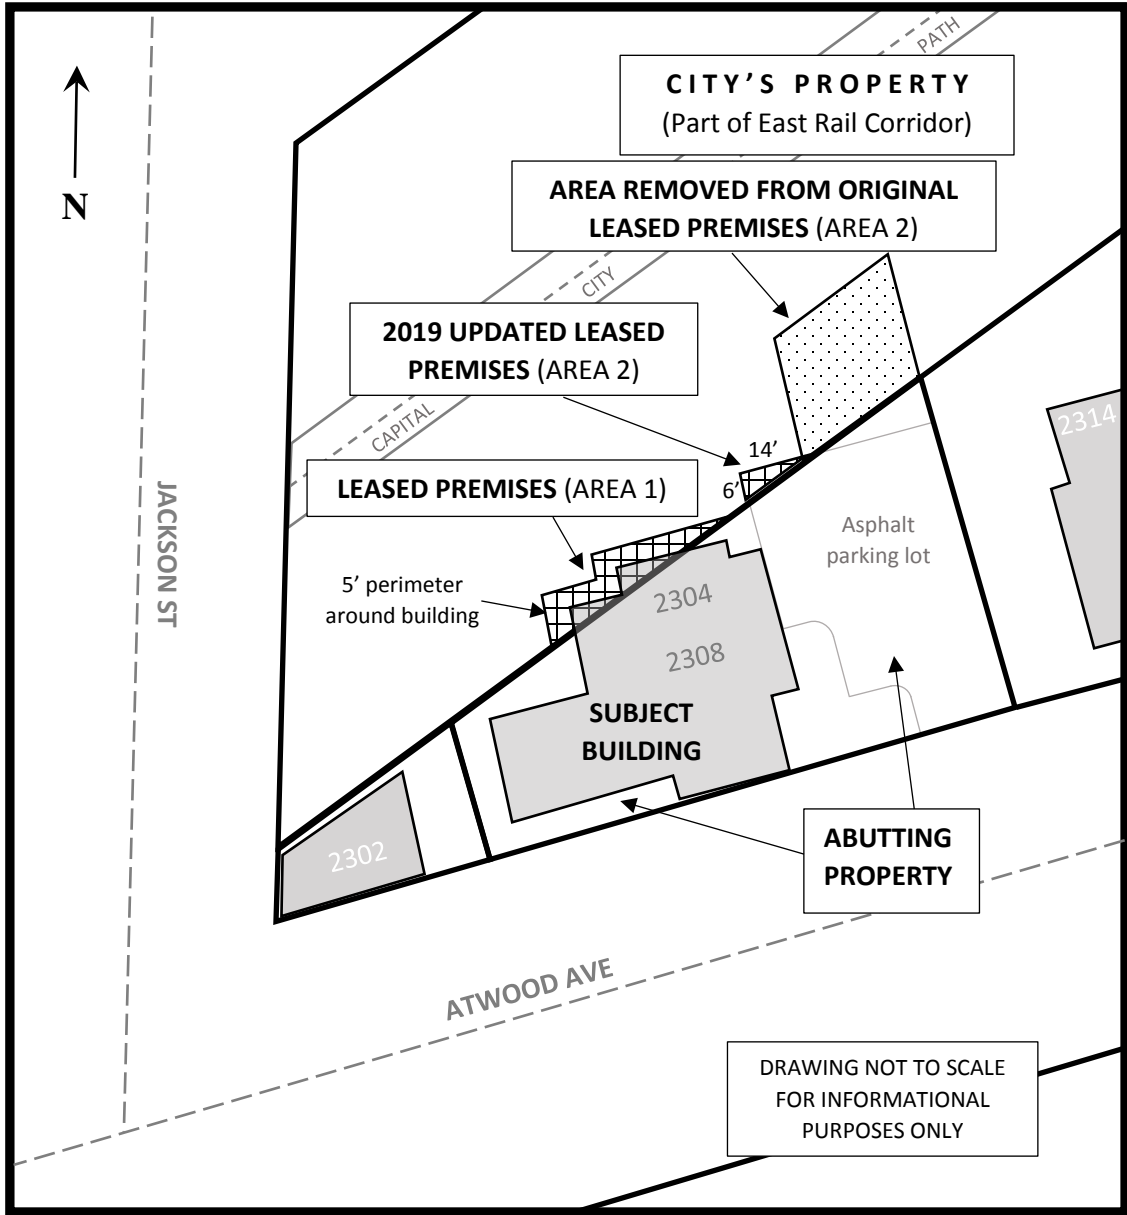 PATH
CITY'S PROPERTY
(Part of East Rail Corridor)
AREA REMOVED FROM ORIGINAL
LEASED PREMISES (AREA 2)
N
CITY
2019 UPDATED LEASED
PREMISES (AREA 2)
CAPITAL
14'
6'
2314
LEASED PREMISES (AREA 1)
JACKSON ST
Asphalt
parking lot
5' perimeter
around building
2304
2308
SUBJECT
BUILDING
2302
ABUTTING
PROPERTY
ATWOOD AVE
DRAWING NOT TO SCALE
FOR INFORMATIONAL
PURPOSES ONLY